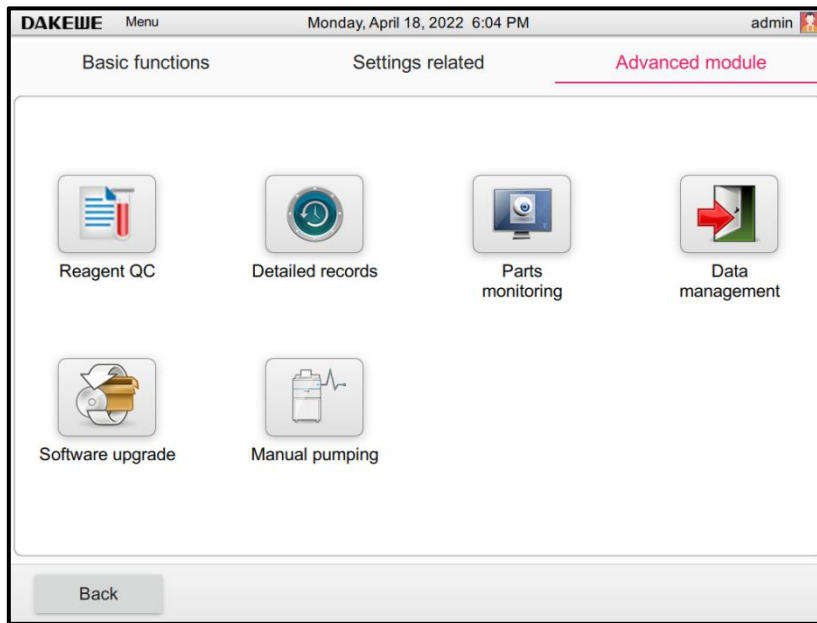 DAKEWE Menu Monday, April 18, 2022 6:04 PM admin
Basic functions Settings related Advanced module
Reagent QC Detailed records Parts monitoring Data management
Software upgrade Manual pumping
Back